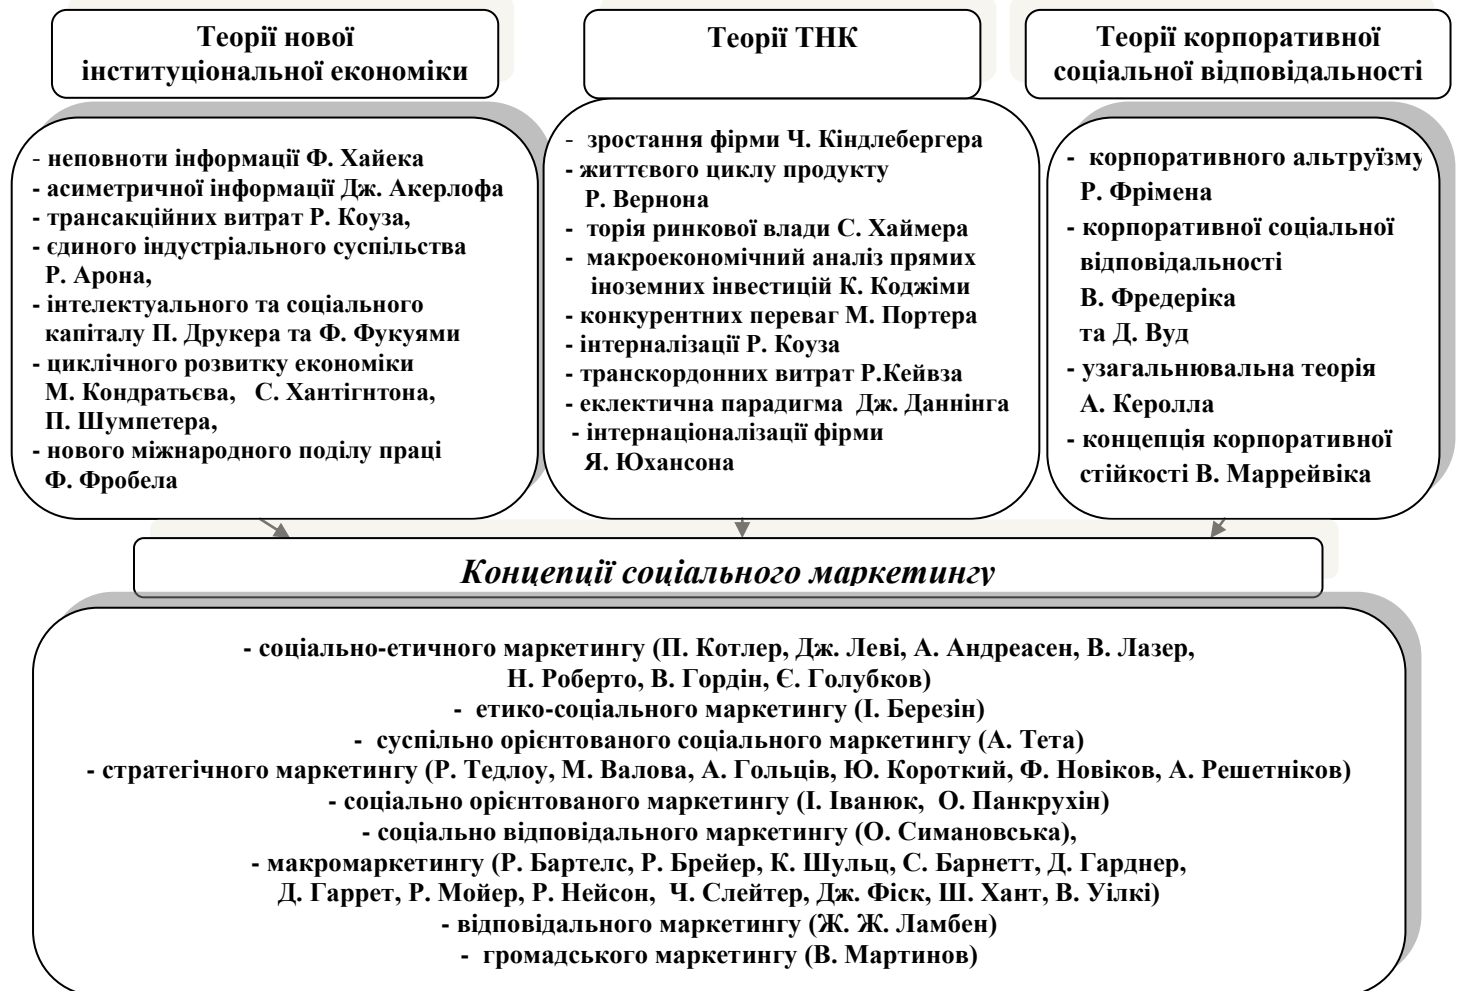 Теорії нової
інституціональної економіки
- неповноти інформації Ф. Хайека
- асиметричної інформації Дж. Акерлофа
- трансакційних витрат Р. Коуза,
- єдиного індустріального суспільства
Р. Арона,
- інтелектуального та соціального
капіталу П. Друкера та Ф. Фукуями
- циклічного розвитку економіки
М. Кондратьєва, С. Хантігнтона,
П. Шумпетера,
- нового міжнародного поділу праці
Ф. Фробела
Теорії ТНК
- зростання фірми Ч. Кіндлебергера
- життєвого циклу продукту
Р. Вернона
- торія ринкової влади С. Хаймера
- макроекономічний аналіз прямих
іноземних інвестицій К. Коджіми
- конкурентних переваг М. Портера
- інтерналізації Р. Коуза
- транскордонних витрат Р.Кейвза
- еклектична парадигма Дж. Даннінга
- інтернаціоналізації фірми
Я. Юхансона
Теорії корпоративної
соціальної відповідальності
- корпоративного альтруїзму
Р. Фрімена
- корпоративної соціальної
відповідальності
В. Фредеріка
та Д. Вуд
- узагальнювальна теорія
А. Керолла
- концепція корпоративної
стійкості В. Маррейвіка
Концепції соціального маркетингу
- соціально-етичного маркетингу (П. Котлер, Дж. Леві, А. Андреасен, В. Лазер,
Н. Роберто, В. Гордін, Є. Голубков)
- етико-соціального маркетингу (І. Березін)
- суспільно орієнтованого соціального маркетингу (А. Тета)
- стратегічного маркетингу (Р. Тедлоу, М. Валова, А. Гольців, Ю. Короткий, Ф. Новіков, А. Решетніков)
- соціально орієнтованого маркетингу (І. Іванюк, О. Панкрухін)
- соціально відповідального маркетингу (О. Симановська),
- макромаркетингу (Р. Бартелс, Р. Брейер, К. Шульц, С. Барнетт, Д. Гарднер,
Д. Гаррет, Р. Мойер, Р. Нейсон, Ч. Слейтер, Дж. Фіск, Ш. Хант, В. Уілкі)
- відповідального маркетингу (Ж. Ж. Ламбен)
- громадського маркетингу (В. Мартинов)